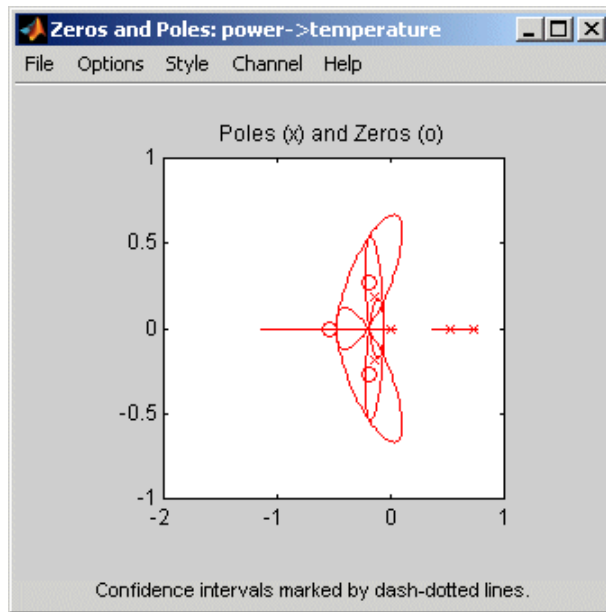 Zeros and Poles: power->temperature
File Options Style Channel Help
Poles (x) and Zeros (o)
1
0.5
0
-0.5
-1
-2 -1 0 1
Confidence intervals marked by dash-dotted lines.